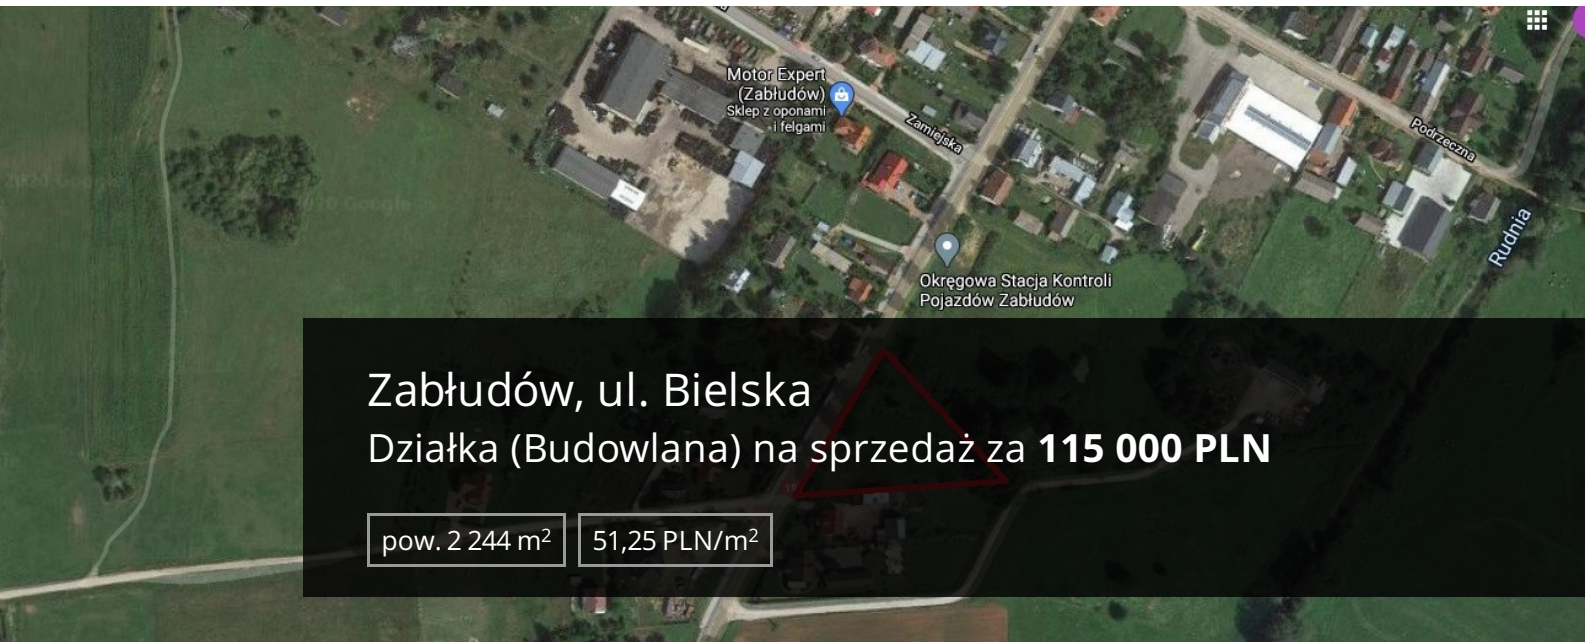 Motor Expert
(Zabłudów)
Sklep z oponami
i felgami
Zamiejska
Podrzeczna
Rudnia
Okręgowa Stacja Kontroli
Pojazdów Zabłudów
Zabłudów, ul. Bielska
Działka (Budowlana) na sprzedaż za 115 000 PLN
19
pow. 2 244 m²
51,25 PLN/m²